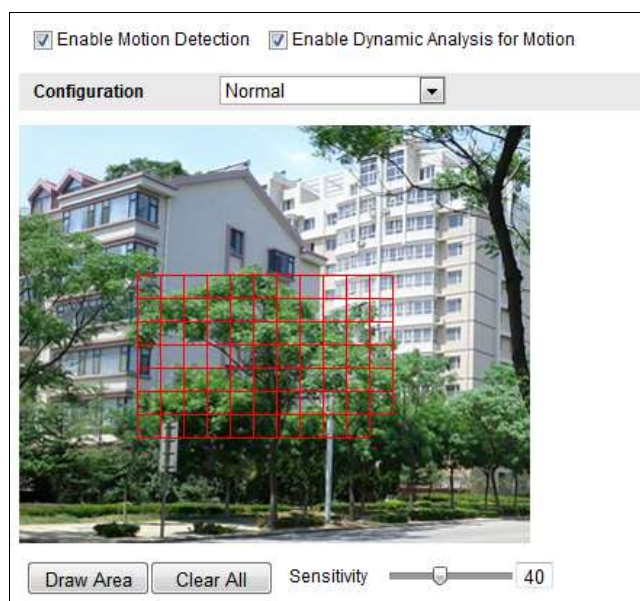 Enable Motion Detection Enable Dynamic Analysis for Motion
Configuration Normal
Draw Area Clear All Sensitivity 40